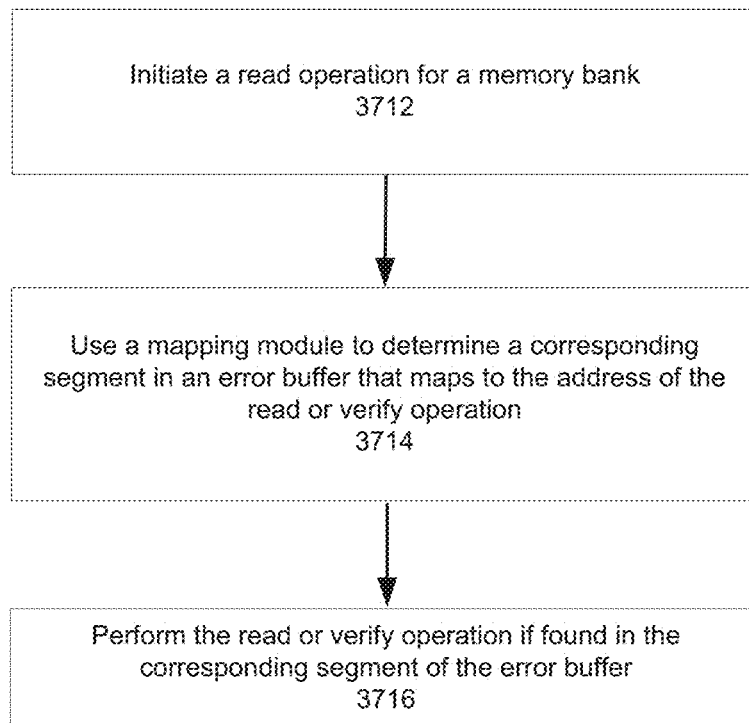 Initiate a read operation for a memory bank
3712
Use a mapping module to determine a corresponding
segment in an error buffer that maps to the address of the
read or verify operation
3714
Perform the read or verify operation if found in the
corresponding segment of the error buffer
3716